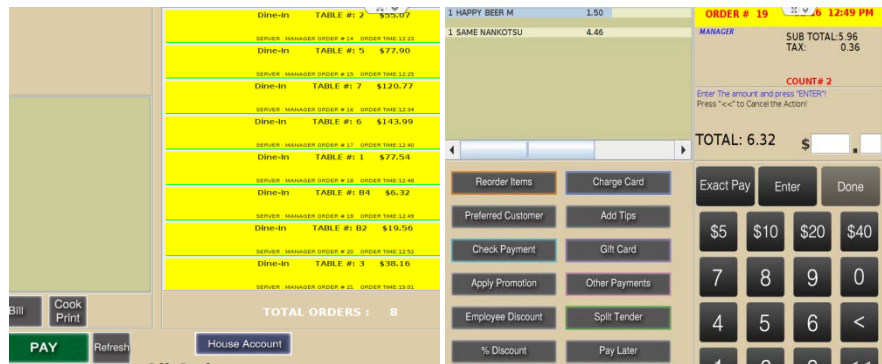 Dine-In TABLE #: 2 $55.07
SERVER : MANAGER ORDER # 14 ORDER TIME:12:23
Dine-In TABLE #: 5 $77.90
SERVER : MANAGER ORDER # 15 ORDER TIME:12:25
Dine-In TABLE #: 7 $120.77
SERVER : MANAGER ORDER # 16 ORDER TIME:12:34
Dine-In TABLE #: 6 $143.99
SERVER : MANAGER ORDER # 17 ORDER TIME:12:40
Dine-In TABLE #: 1 $77.54
SERVER : MANAGER ORDER # 18 ORDER TIME:12:48
Dine-In TABLE #: B4 $6.32
SERVER : MANAGER ORDER # 19 ORDER TIME:12:49
Dine-In TABLE #: B2 $19.56
SERVER : MANAGER ORDER # 20 ORDER TIME:12:52
Dine-In TABLE #: 3 $38.16
SERVER : MANAGER ORDER # 21 ORDER TIME:15:01
TOTAL ORDERS : 8
Bill
Cook
Print
PAY
Refresh
House Account
1 HAPPY BEER M 1.50
1 SAME NANKOTSU 4.46
ORDER # 19 12:49 PM
MANAGER
SUB TOTAL:5.96
TAX: 0.36
COUNT# 2
Enter The amount and press "ENTER"!
Press "<<" to Cancel the Action!
TOTAL: 6.32 $ .
Reorder Items
Charge Card
Preferred Customer
Add Tips
Check Payment
Gift Card
Apply Promotion
Other Payments
Employee Discount
Split Tender
% Discount
Pay Later
Exact Pay
Enter
Done
$5 $10 $20 $40
7 8 9 0
4 5 6 <